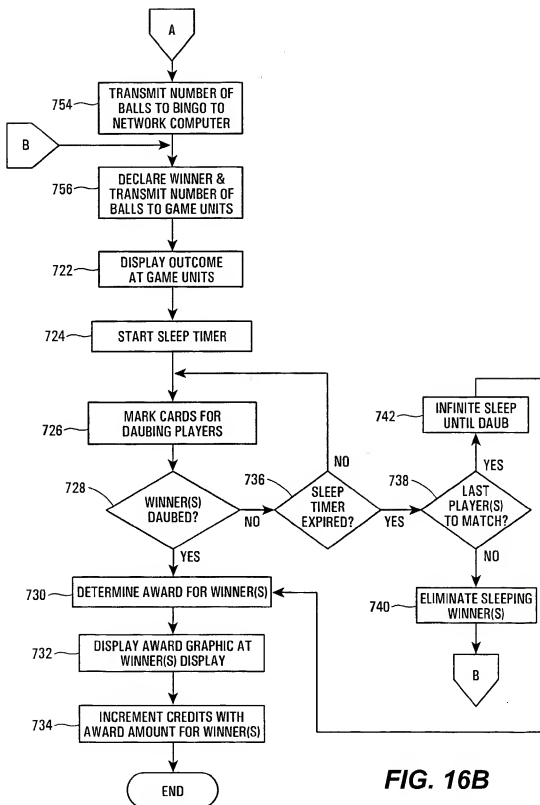 A
754
TRANSMIT NUMBER OF
BALLS TO BINGO TO
NETWORK COMPUTER
B
756
DECLARE WINNER &
TRANSMIT NUMBER OF
BALLS TO GAME UNITS
722
DISPLAY OUTCOME
AT GAME UNITS
724
START SLEEP TIMER
726
MARK CARDS FOR
DAUBING PLAYERS
742
INFINITE SLEEP
UNTIL DAUB
728
WINNER(S)
DAUBED?
NO
YES
736
SLEEP
TIMER
EXPIRED?
NO
YES
738
LAST
PLAYER(S)
TO MATCH?
YES
NO
730
DETERMINE AWARD FOR WINNER(S)
740
ELIMINATE SLEEPING
WINNER(S)
B
732
DISPLAY AWARD GRAPHIC AT
WINNER(S) DISPLAY
734
INCREMENT CREDITS WITH
AWARD AMOUNT FOR WINNER(S)
END
FIG. 16B